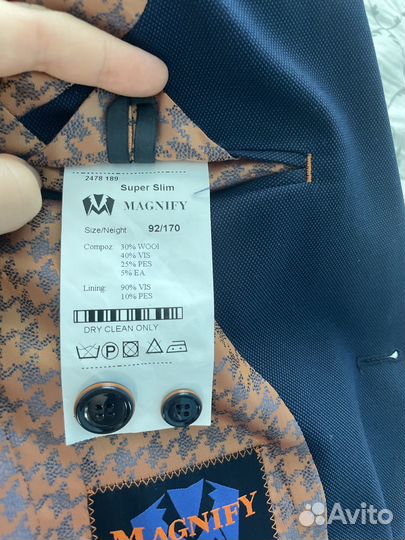 2478 189
Super Slim
MAGNIFY
Size/Neight 92/170
Compoz: 30% WOOl
40% VIS
25% PES
5% EA
Lining: 90% VIS
10% PES
DRY CLEAN ONLY
P
MAGNIFY
Avito